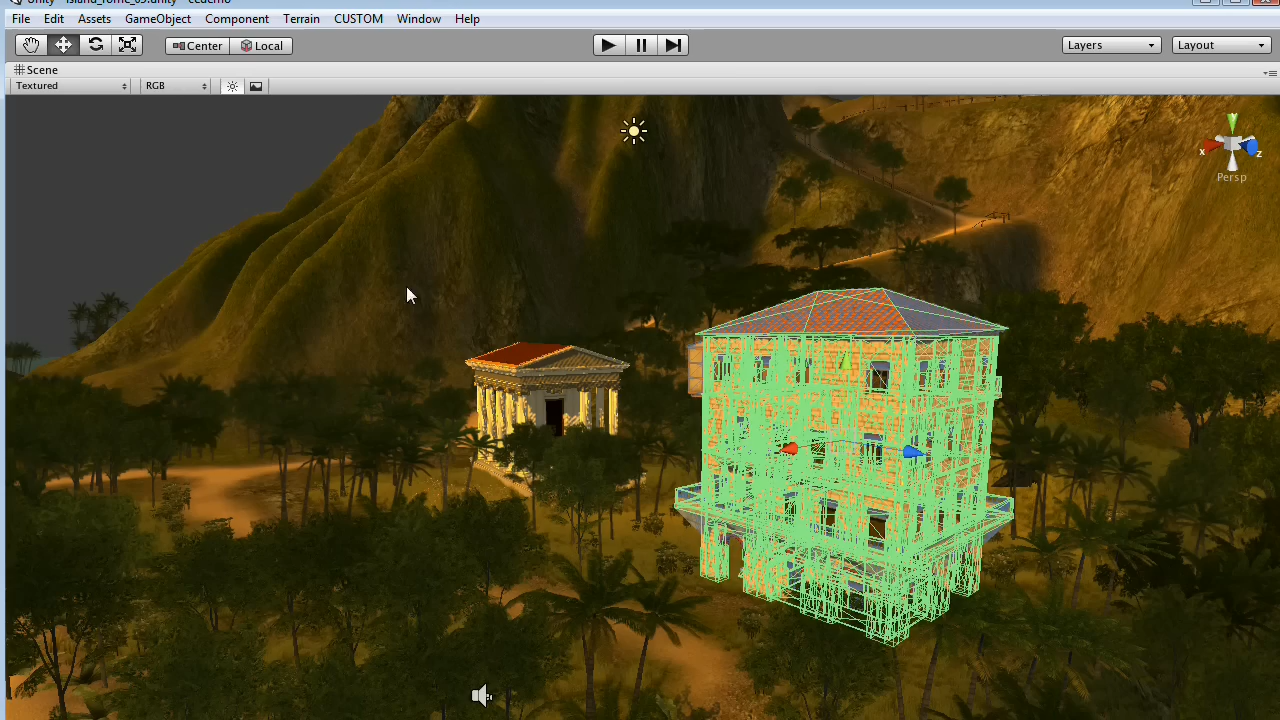 File Edit Assets GameObject Component Terrain CUSTOM Window Help
Center Local Layers Layout
Scene
Textured RGB
x z
Persp